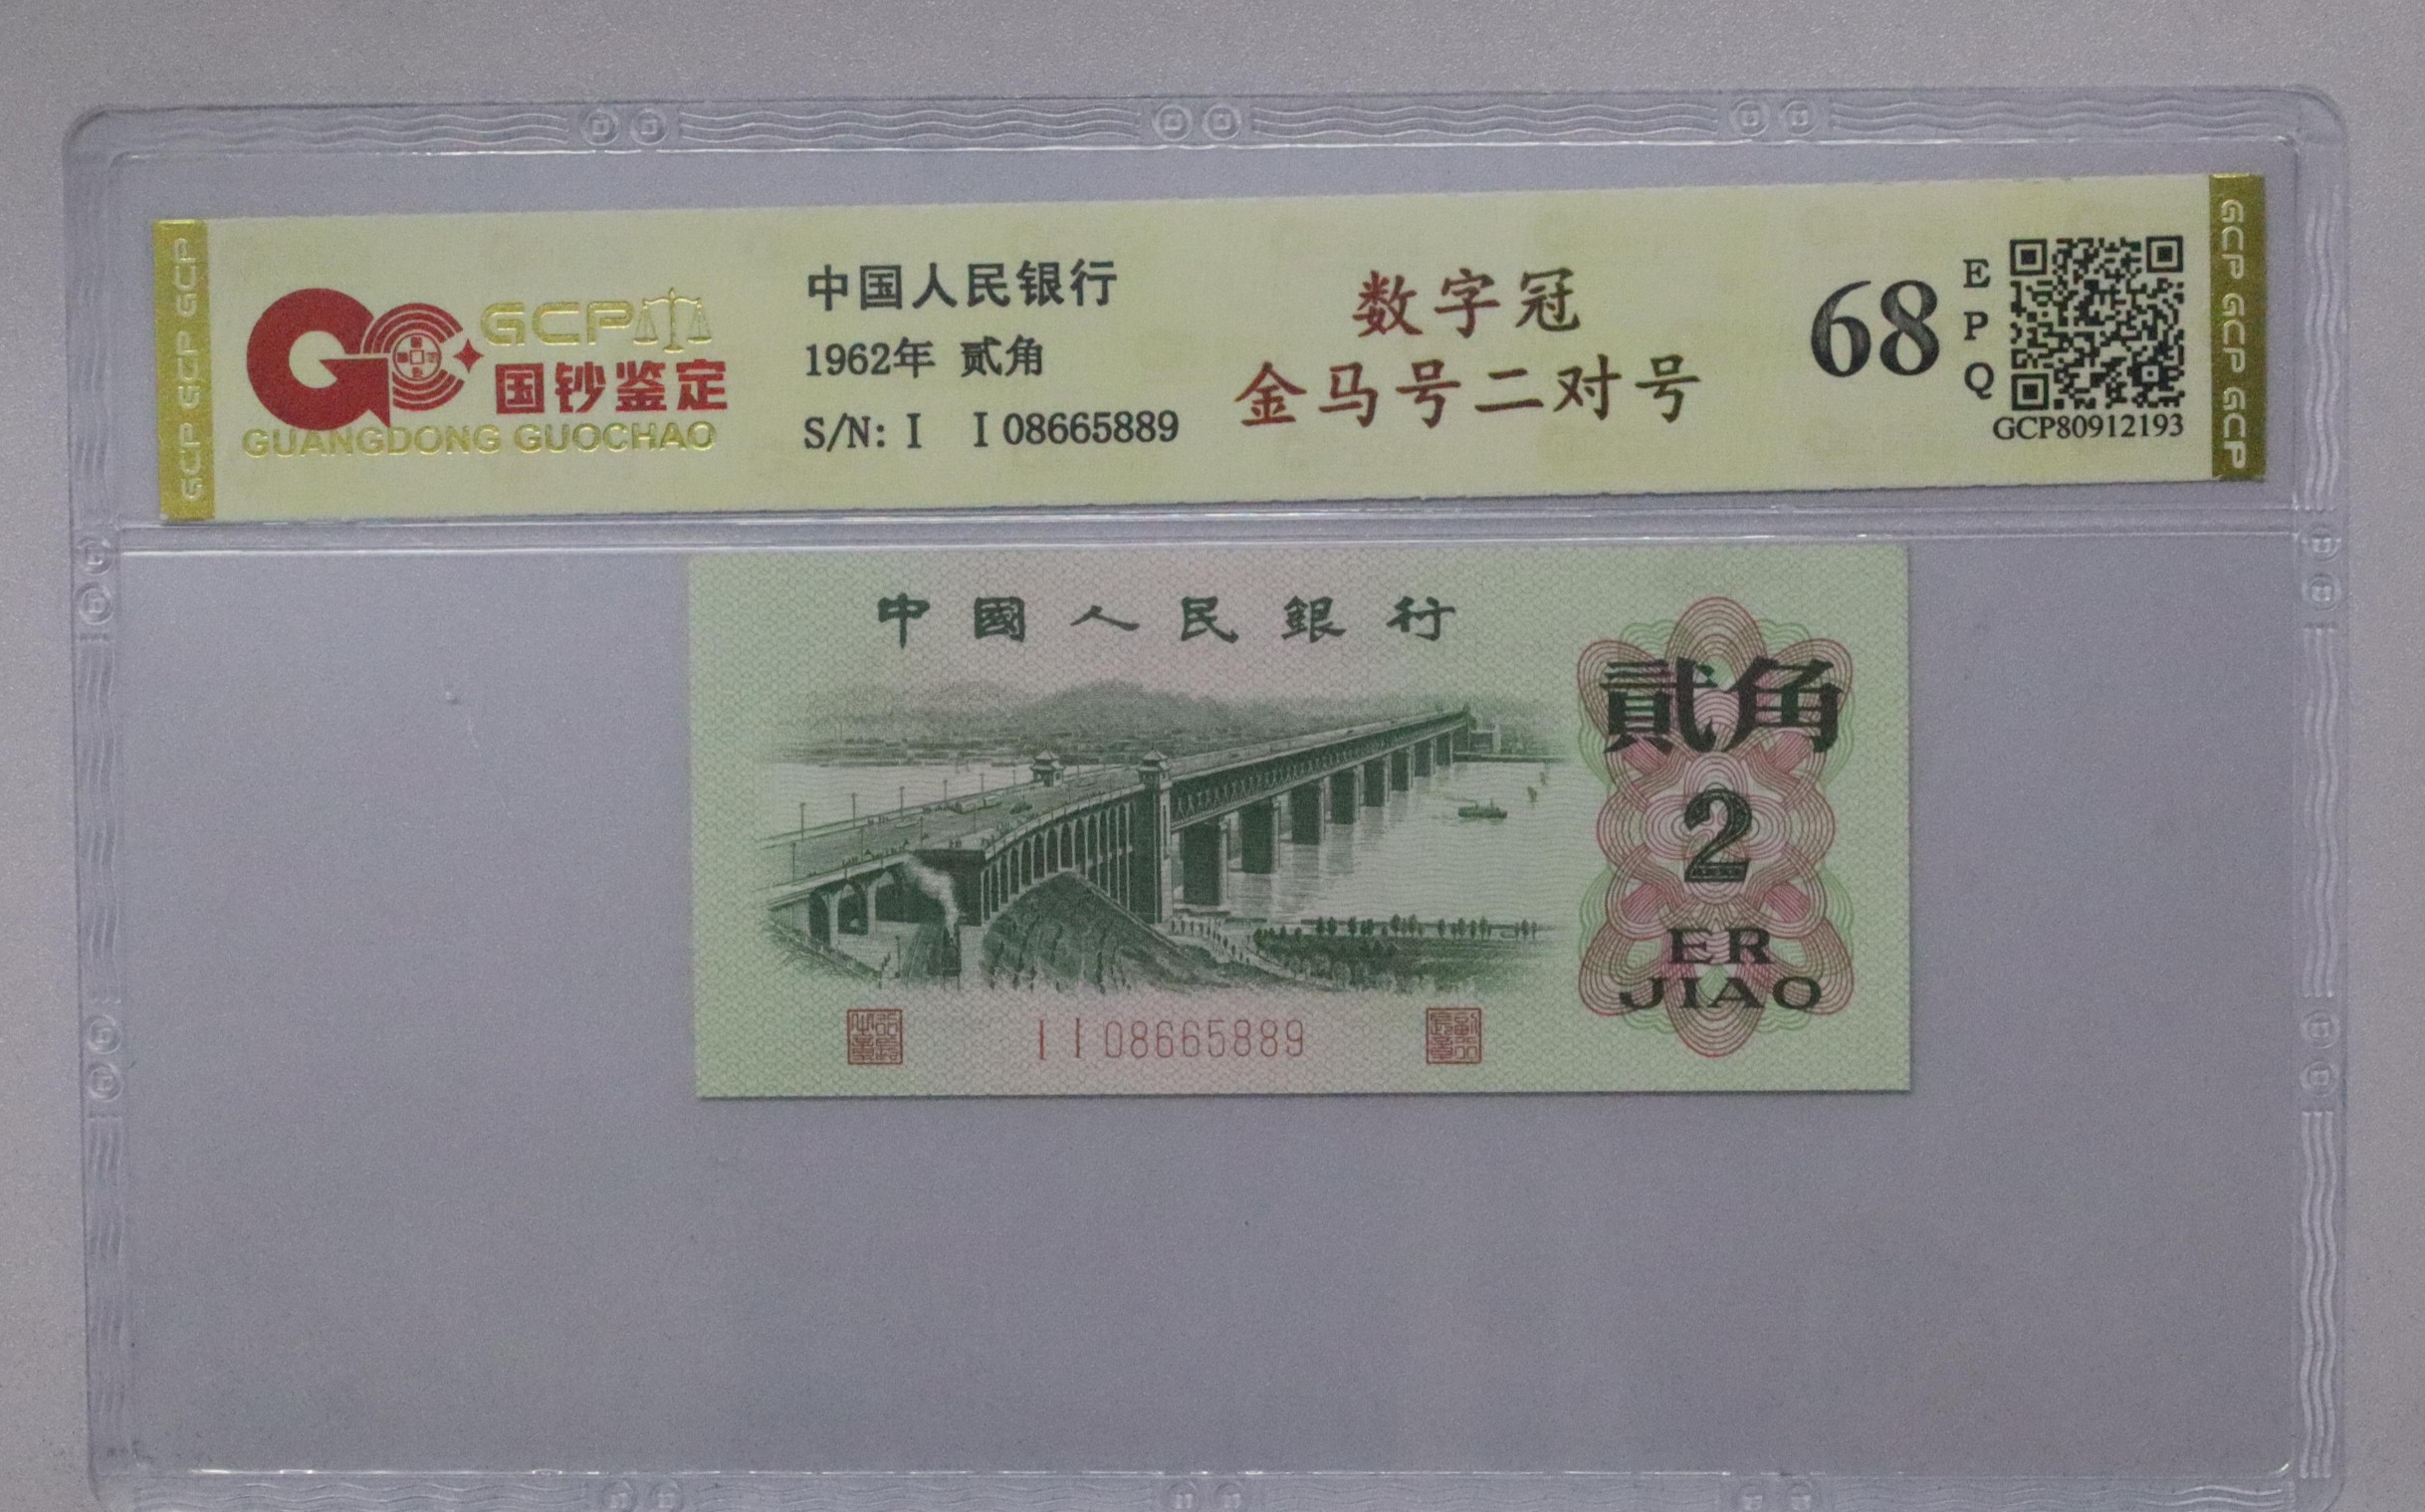 GCP GCP GCP
GCP
国钞鉴定
GUANGDONG GUOCHAO
中国人民银行
1962年 贰角
S/N: I I 08665889
数字冠
金马号二对号
68
E
P
Q
GCP80912193
GCP GCP GCP
中國人民銀行
貳角
2
ER
JIAO
I I 08665889